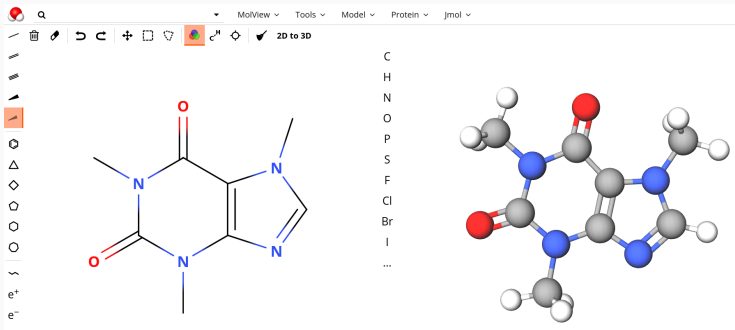 MolView Tools Model Protein Jmol
C H 2D to 3D
C
H
N
O
P
S
F
Cl
Br
I
...
e+
e−
O
N
N
O
N
N